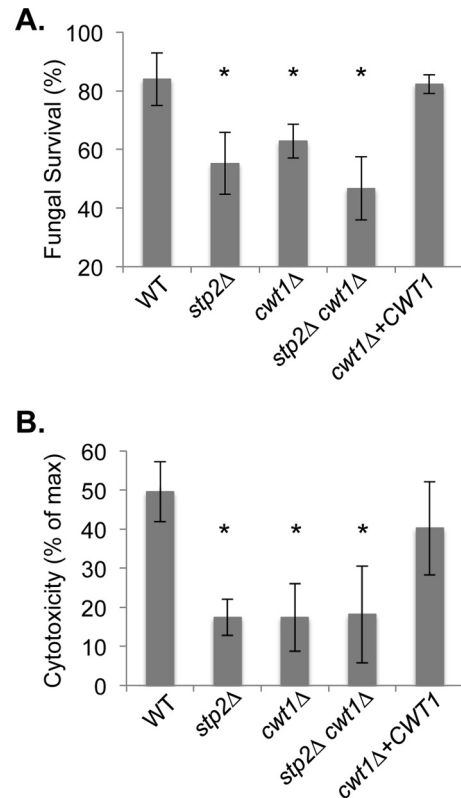 A.
Fungal Survival (%)
100
80
60
40
20
* * *
WT
stp2Δ
cwt1Δ
stp2Δ cwt1Δ
cwt1Δ+CWT1
B.
Cytotoxicity (% of max)
60
50
40
30
20
10
0
* * *
WT
stp2Δ
cwt1Δ
stp2Δ cwt1Δ
cwt1Δ+CWT1